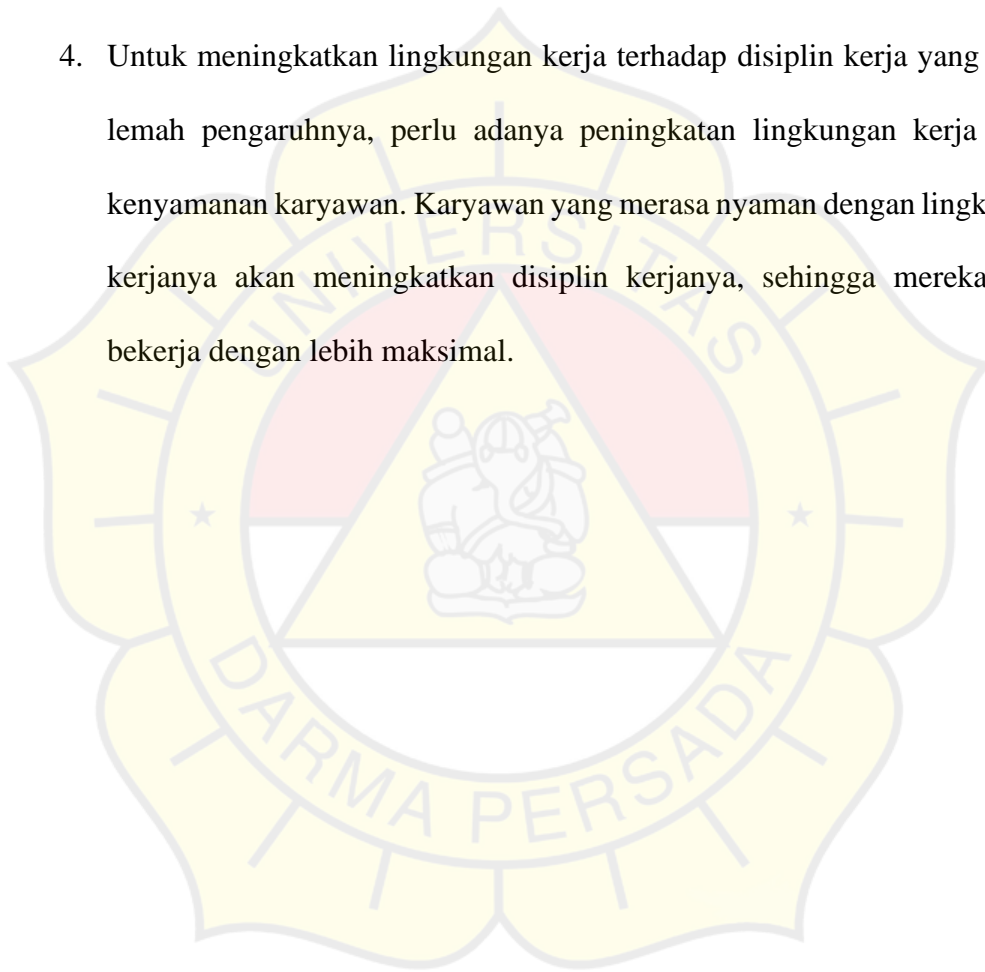 4. Untuk meningkatkan lingkungan kerja terhadap disiplin kerja yang
lemah pengaruhnya, perlu adanya peningkatan lingkungan kerja
kenyamanan karyawan. Karyawan yang merasa nyaman dengan lingk
kerjanya akan meningkatkan disiplin kerjanya, sehingga mereka
bekerja dengan lebih maksimal.
UNIVERSITAS
DARMA PERSADA